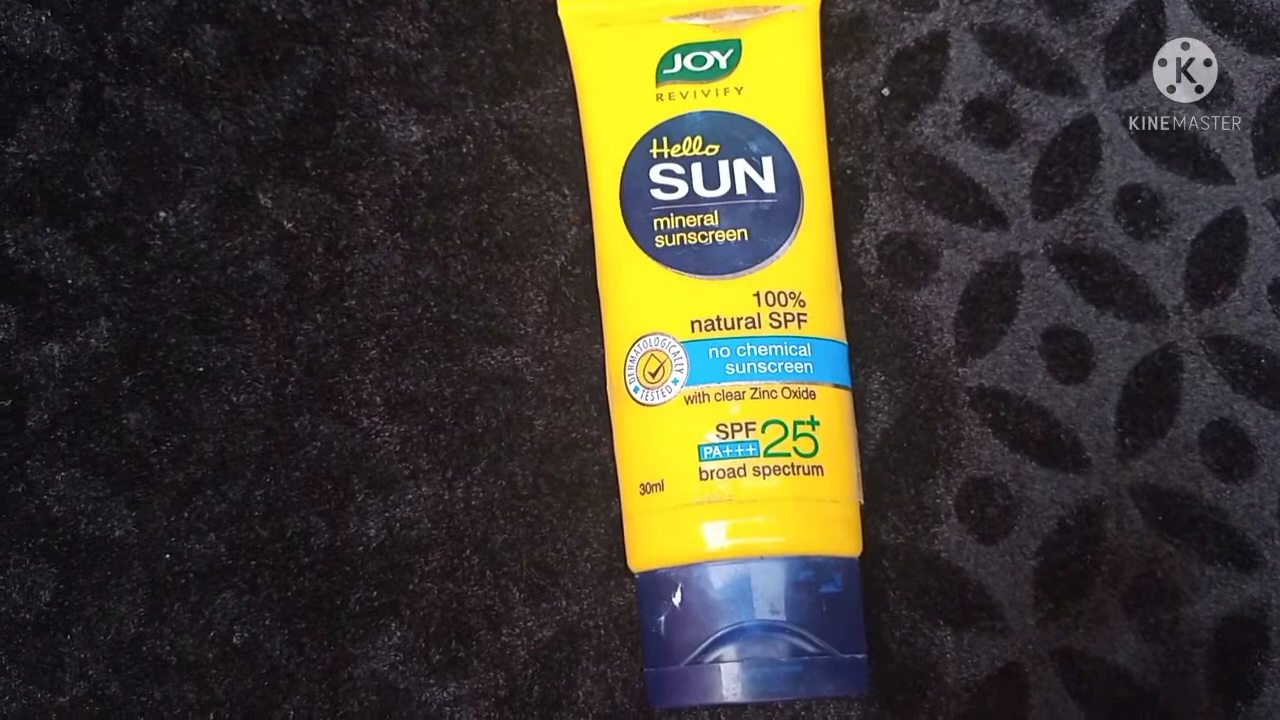 JOY
REVIVIFY
Hello
SUN
mineral
sunscreen
100%
natural SPF
no chemical
sunscreen
DERMATOLOGICALLY TESTED
with clear Zinc Oxide
SPF 25+
PA+++
broad spectrum
30ml
K
KINEMASTER